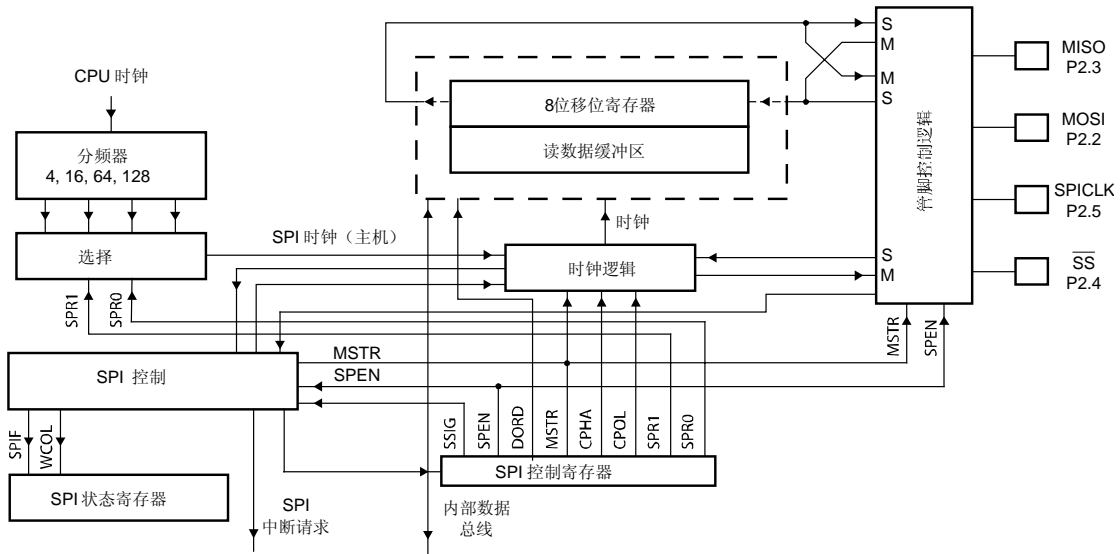 CPU 时钟
分频器
4, 16, 64, 128
选择
SPR1
SPR0
SPI 时钟（主机）
8位移位寄存器
读数据缓冲区
时钟
时钟逻辑
S
M
M
S
S
M
管脚控制逻辑
MISO
P2.3
MOSI
P2.2
SPICLK
P2.5
SS
P2.4
MSTR
SPEN
MSTR
SPEN
SPI 控制
SPIF
WCOL
SPI 状态寄存器
SPI
中断请求
SSIG
SPEN
DORD
MSTR
CPHA
CPOL
SPR1
SPR0
SPI 控制寄存器
内部数据
总线